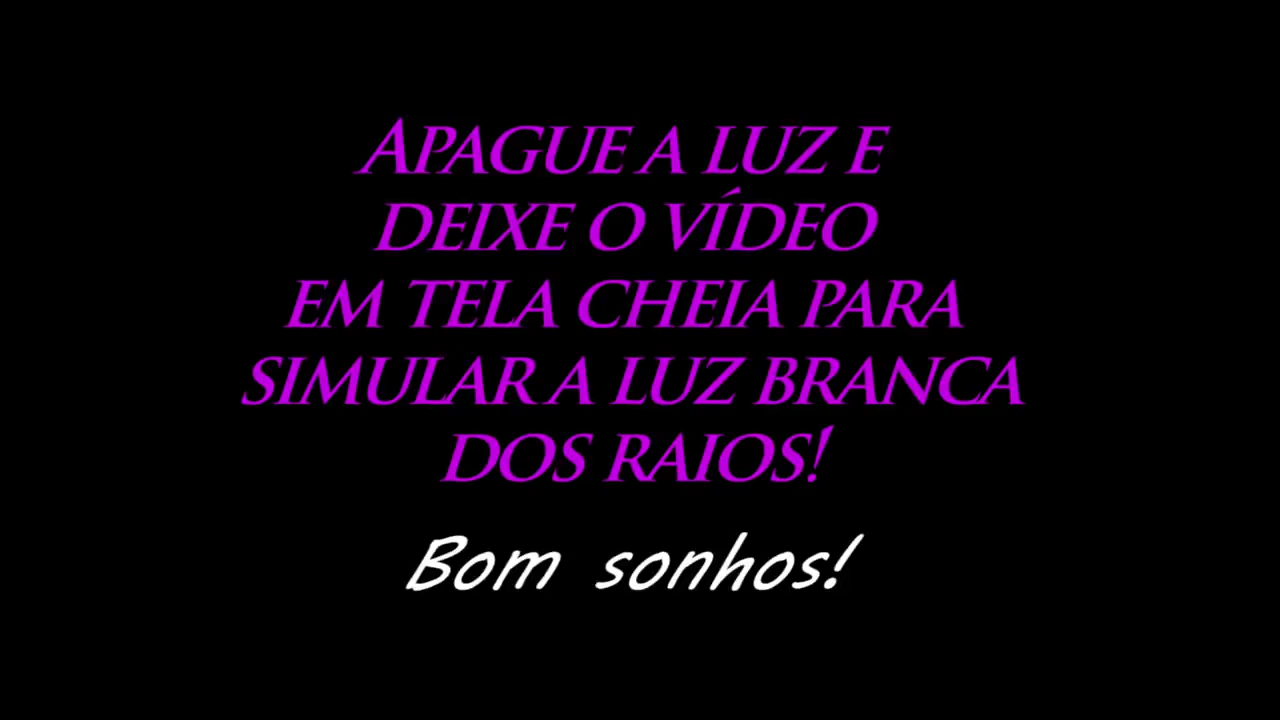 APAGUE A LUZ E
DEIXE O VÍDEO
EM TELA CHEIA PARA
SIMULAR A LUZ BRANCA
DOS RAIOS!
Bom sonhos!